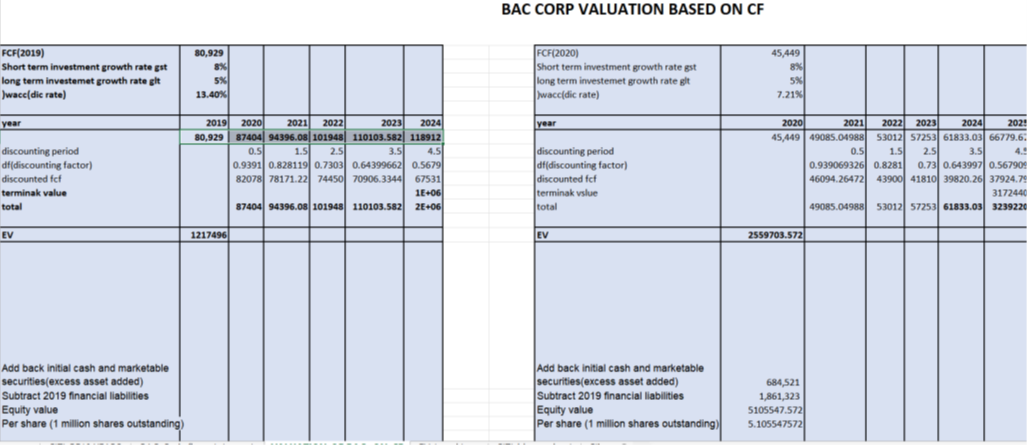 BAC CORP VALUATION BASED ON CF
FCF(2019) 80,929
Short term investment growth rate gst 8%
long term investemet growth rate glt 5%
)wacc(dic rate) 13.40%
year 2019 2020 2021 2022 2023 2024
80,929 87404 94396.08 101948 110103.582 118912
discounting period 0.5 1.5 2.5 3.5 4.5
df(discounting factor) 0.9391 0.828119 0.7303 0.64399662 0.5679
discounted fcf 82078 78171.22 74450 70906.3344 67531
terminak value 1E+06
total 87404 94396.08 101948 110103.582 2E+06
EV 1217496
Add back initial cash and marketable
securities(excess asset added)
Subtract 2019 financial liabilities
Equity value
Per share (1 million shares outstanding)
FCF(2020) 45,449
Short term investment growth rate gst 8%
long term investemet growth rate glt 5%
)wacc(dic rate) 7.21%
year 2020 2021 2022 2023 2024 2025
45,449 49085.04988 53012 57253 61833.03 66779.6
discounting period 0.5 1.5 2.5 3.5 4.5
df(discounting factor) 0.939069326 0.8281 0.73 0.643997 0.567909
discounted fcf 46094.26472 43900 41810 39820.26 37924.79
terminak vslue 3172440
total 49085.04988 53012 57253 61833.03 3239220
EV 2559703.572
Add back initial cash and marketable
securities(excess asset added) 684,521
Subtract 2019 financial liabilities 1,861,323
Equity value 5105547.572
Per share (1 million shares outstanding) 5.105547572